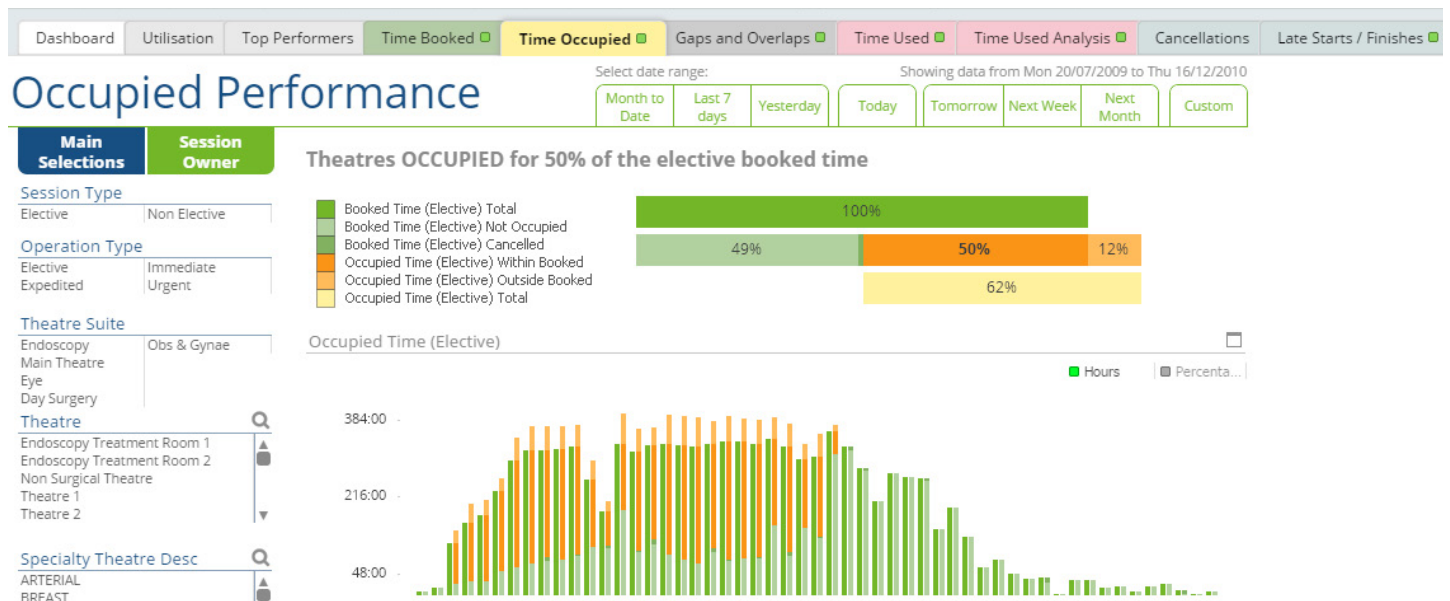 Dashboard Utilisation Top Performers Time Booked Time Occupied Gaps and Overlaps Time Used Time Used Analysis Cancellations Late Starts / Finishes
Occupied Performance
Select date range:
Showing data from Mon 20/07/2009 to Thu 16/12/2010
Month to Date
Last 7 days
Yesterday
Today
Tomorrow
Next Week
Next Month
Custom
Main Selections
Session Owner
Session Type
Elective Non Elective
Operation Type
Elective Immediate
Expedited Urgent
Theatre Suite
Endoscopy Obs & Gynae
Main Theatre
Eye
Day Surgery
Theatre
Endoscopy Treatment Room 1
Endoscopy Treatment Room 2
Non Surgical Theatre
Theatre 1
Theatre 2
Specialty Theatre Desc
ARTERIAL
BREAST
Theatres OCCUPIED for 50% of the elective booked time
Booked Time (Elective) Total
Booked Time (Elective) Not Occupied
Booked Time (Elective) Cancelled
Occupied Time (Elective) Within Booked
Occupied Time (Elective) Outside Booked
Occupied Time (Elective) Total
100%
49% 50% 12%
62%
Occupied Time (Elective)
Hours Percenta...
384:00
216:00
48:00